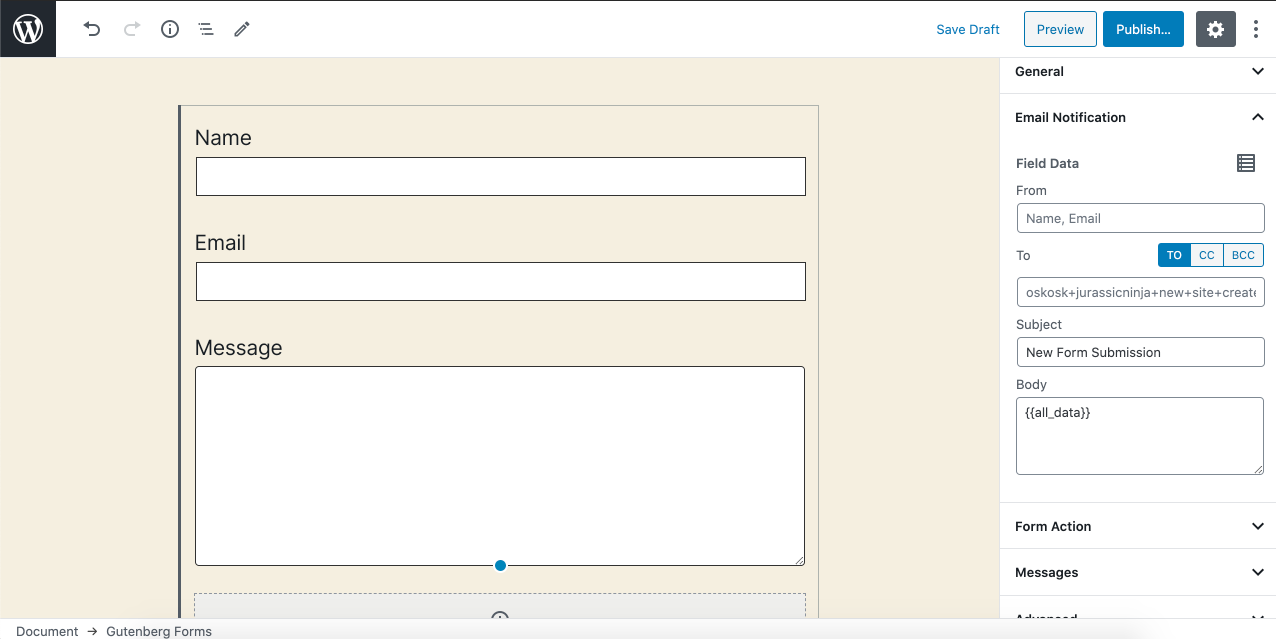 Save Draft
Preview
Publish...
General
Email Notification
Field Data
From
Name, Email
To
TO
CC
BCC
oskosk+jurassicninja+new+site+create
Subject
New Form Submission
Body
{{all_data}}
Form Action
Messages
Advanced
Name
Email
Message
Document → Gutenberg Forms